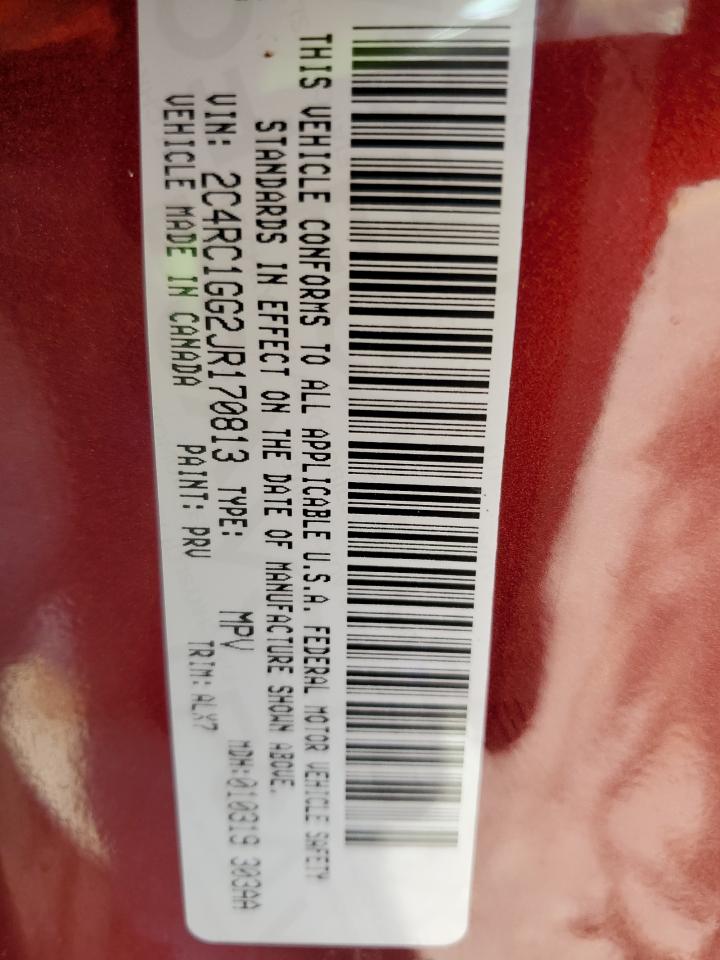 THIS VEHICLE CONFORMS TO ALL APPLICABLE U.S.A. FEDERAL MOTOR VEHICLE SAFETY
STANDARDS IN EFFECT ON THE DATE OF MANUFACTURE SHOWN ABOVE.
VIN: 2C4RC1GG2JR170813 TYPE: MPV MDH:010319 303AA
VEHICLE MADE IN CANADA PAINT: PRV TRIM: ALX7